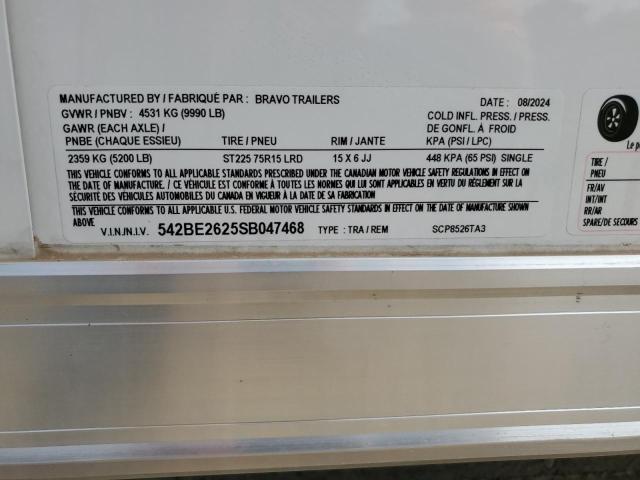 MANUFACTURED BY / FABRIQUÉ PAR : BRAVO TRAILERS DATE : 08/2024
GVWR / PNBV : 4531 KG (9990 LB) COLD INFL. PRESS. / PRESS.
GAWR (EACH AXLE) / DE GONFL. À FROID
PNBE (CHAQUE ESSIEU) TIRE / PNEU RIM / JANTE KPA (PSI / LPC)
2359 KG (5200 LB) ST225 75R15 LRD 15 X 6 JJ 448 KPA (65 PSI) SINGLE
THIS VEHICLE CONFORMS TO ALL APPLICABLE STANDARDS PRESCRIBED UNDER THE CANADIAN MOTOR VEHICLE SAFETY REGULATIONS IN EFFECT
ON THE DATE OF MANUFACTURE. / CE VÉHICULE EST CONFORME À TOUTES LES NORMES QUI LUI SONT APPLICABLES EN VERTU DU RÈGLEMENT SUR LA
SÉCURITÉ DES VÉHICULES AUTOMOBILES DU CANADA EN VIGUEUR À LA DATE DE SA FABRICATION
THIS VEHICLE CONFORMS TO ALL APPLICABLE U.S. FEDERAL MOTOR VEHICLE SAFETY STANDARDS IN EFFECT ON THE DATE OF MANUFACTURE SHOWN
ABOVE
V.I.N./N.I.V. 542BE2625SB047468 TYPE : TRA / REM SCP8526TA3
Le p
TIRE /
PNEU
FR/AV
INT/INT
RR/AR
SPARE/DE SECOURS